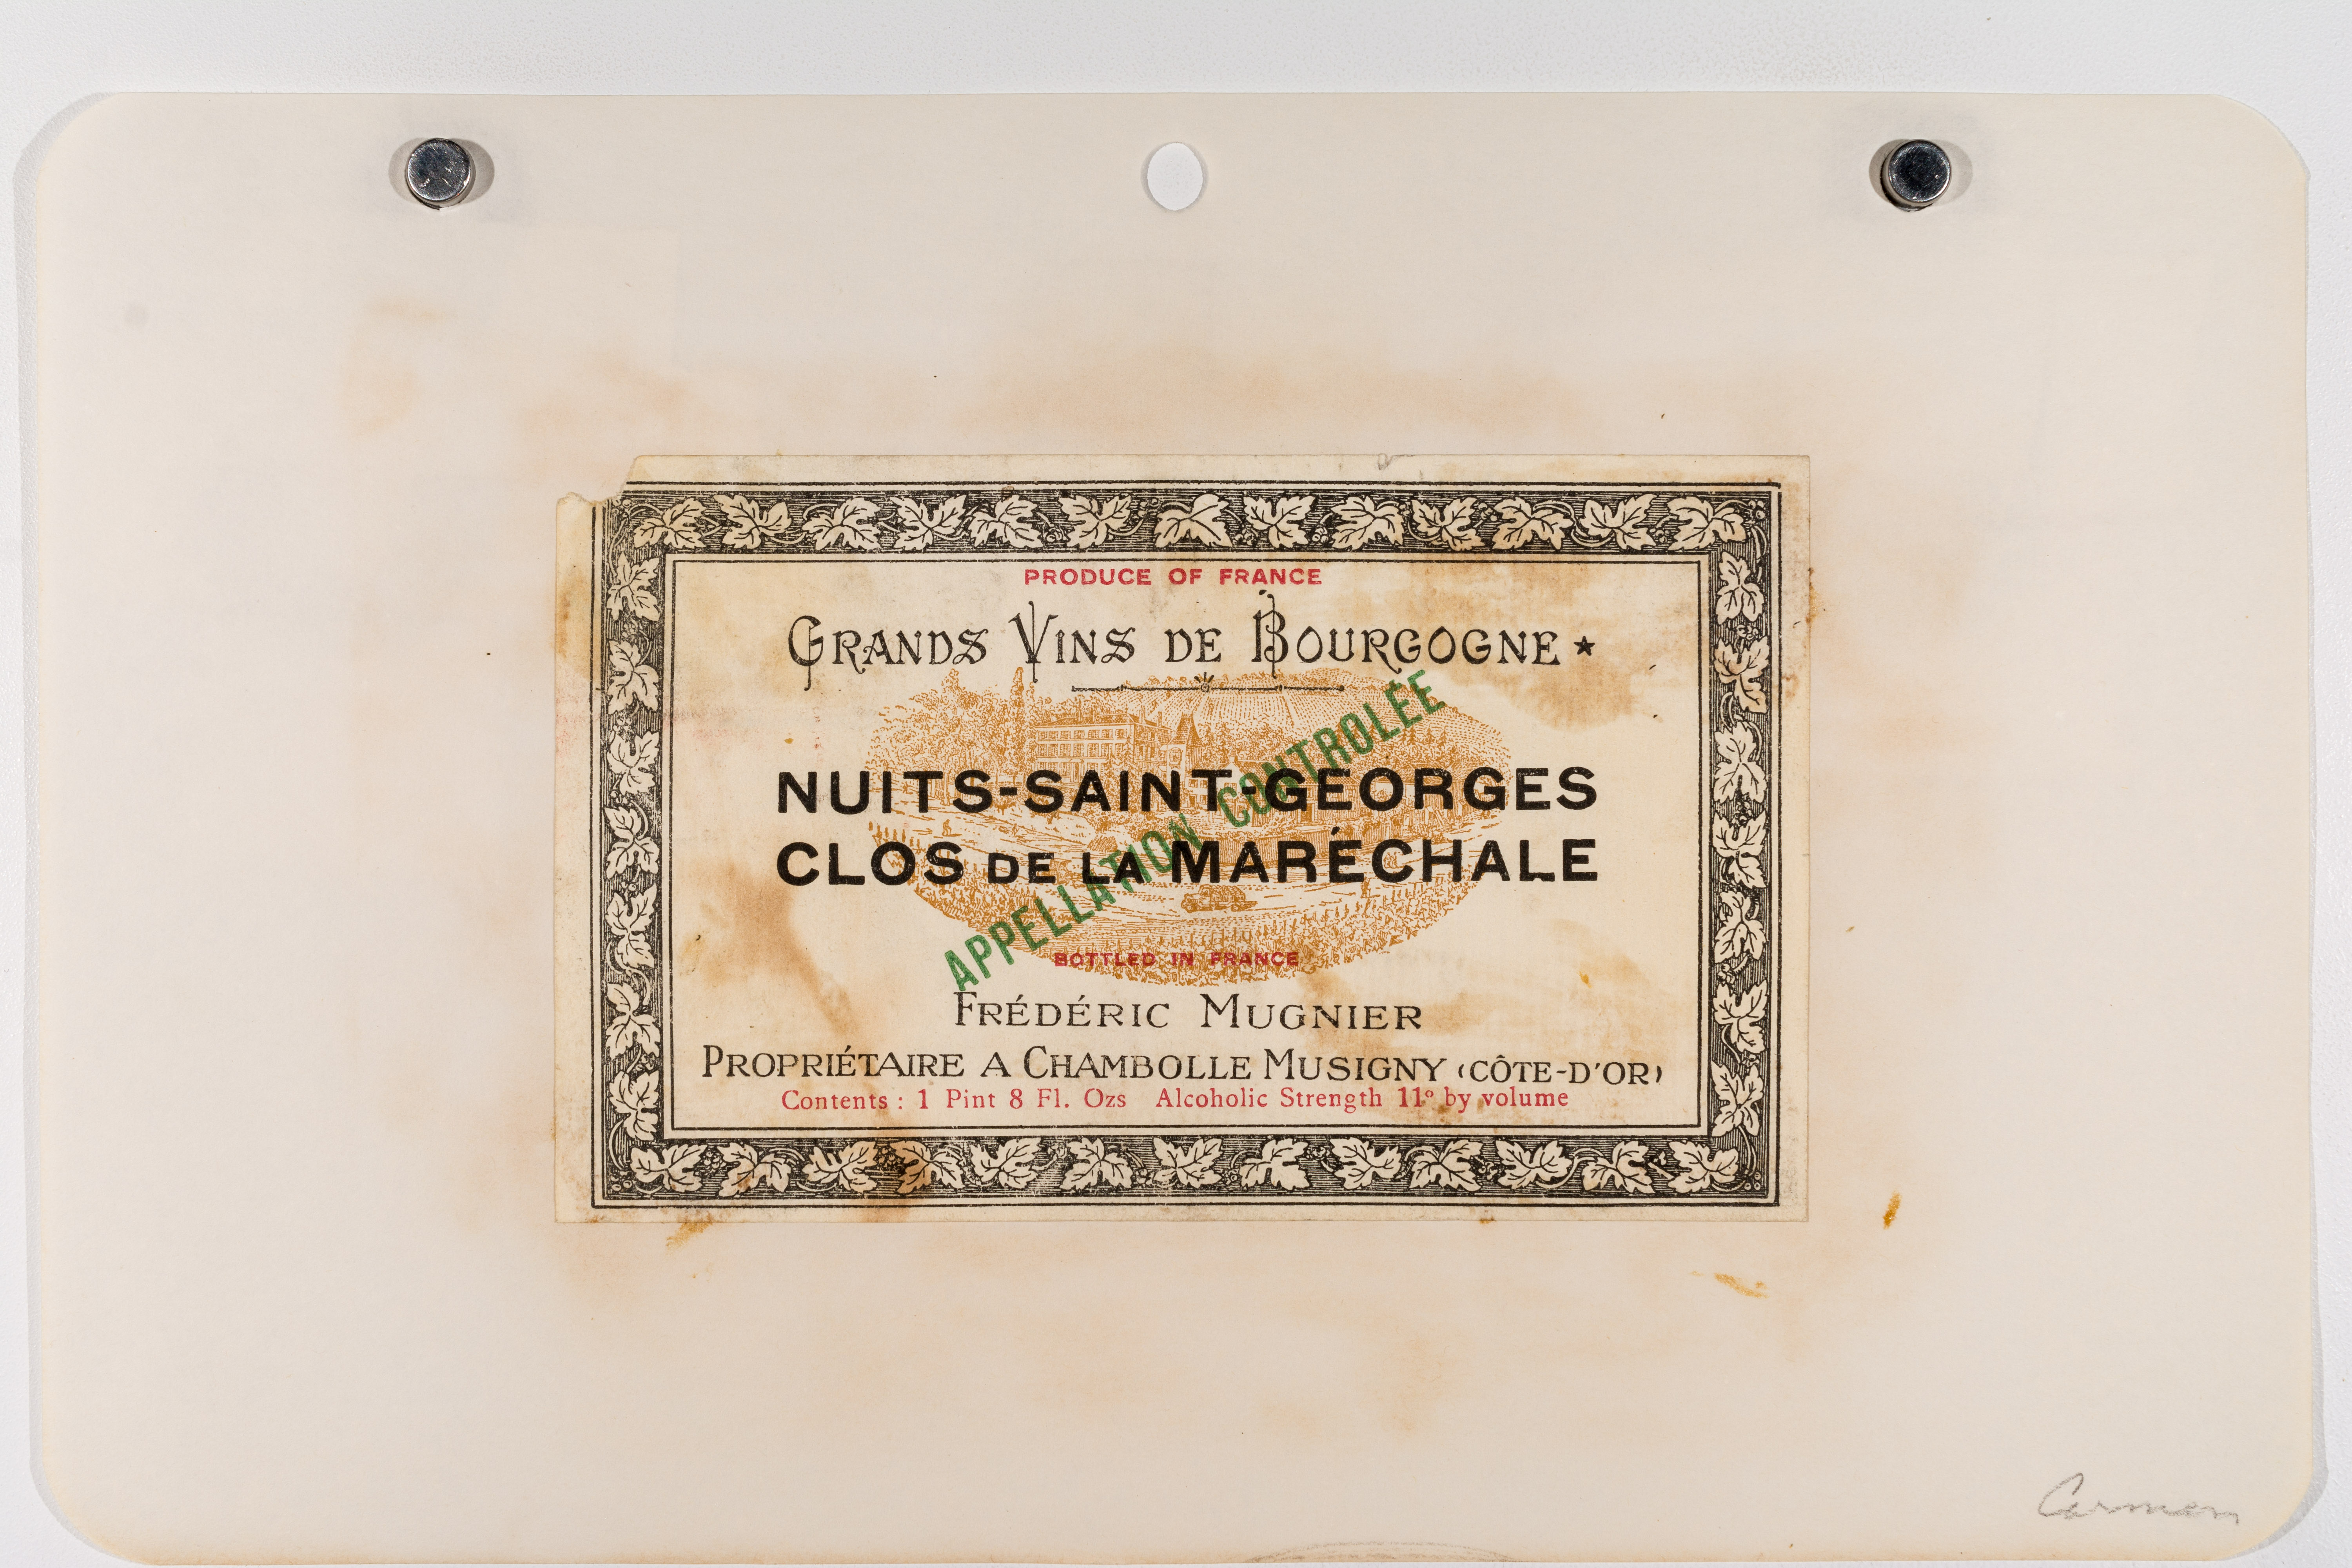 PRODUCE OF FRANCE
GRANDS VINS DE BOURGOGNE ★
APPELLATION CONTROLÉE
NUITS-SAINT-GEORGES
CLOS DE LA MARÉCHALE
BOTTLED IN FRANCE
FRÉDÉRIC MUGNIER
PROPRIÉTAIRE A CHAMBOLLE MUSIGNY (CÔTE-D'OR)
Contents : 1 Pint 8 Fl. Ozs Alcoholic Strength 11° by volume
Carmen